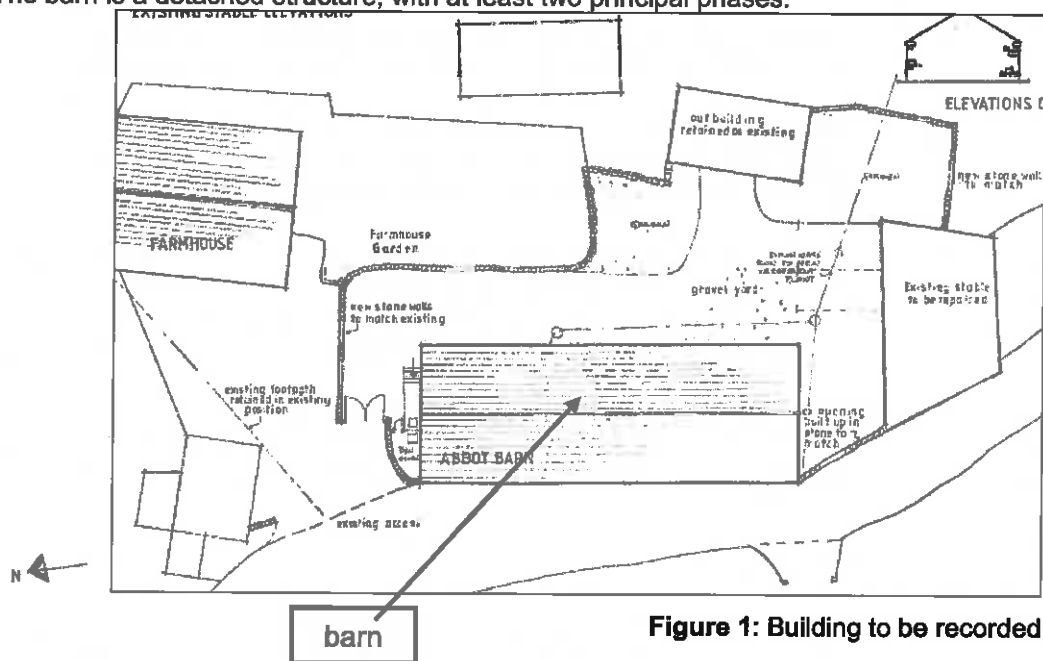 The barn is a detached structure, with at least two principal phases.
EXISTING STABLE ELEVATIONS
ELEVATIONS
out building
retained as existing
new stone walls
to match
FARMHOUSE
Farmhouse
Garden
gravel yard
Existing stable
to be repaired
new stone walls
to match existing
existing footpath
retained in existing
position
opening
built up in
stone to
match
ABBOT BARN
existing access
N
barn
Figure 1: Building to be recorded